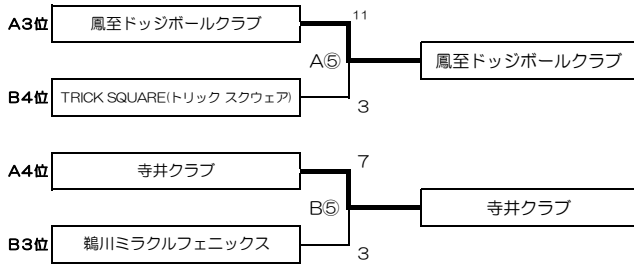 A3位 鳳至ドッジボールクラブ 11
A⑤ 鳳至ドッジボールクラブ
B4位 TRICK SQUARE(トリック スクウェア) 3
A4位 寺井クラブ 7
B⑤ 寺井クラブ
B3位 鵜川ミラクルフェニックス 3